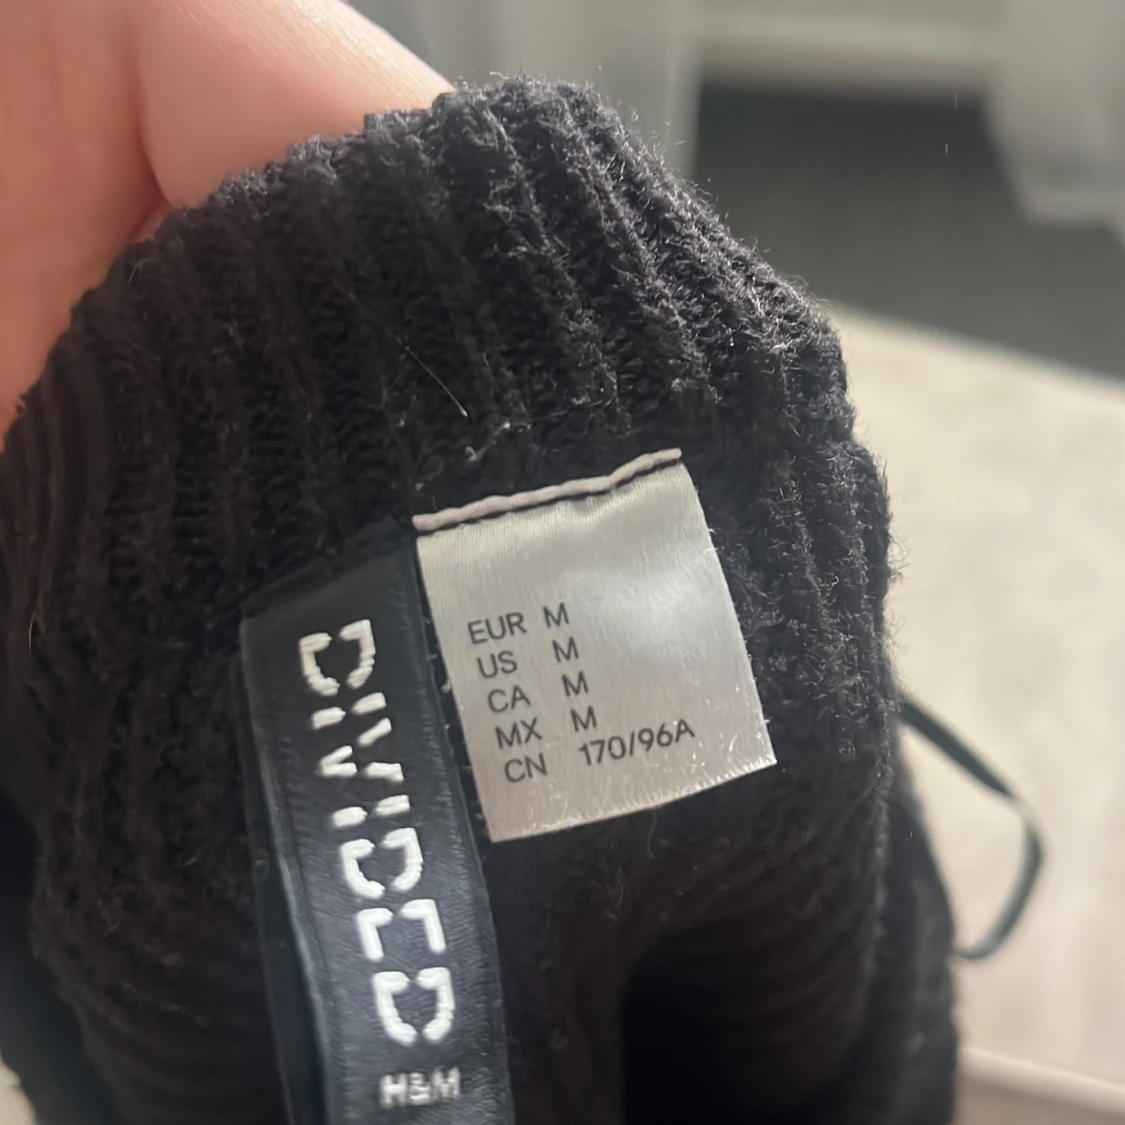 DIVIDED
H&M
EUR M
US M
CA M
MX M
CN 170/96A